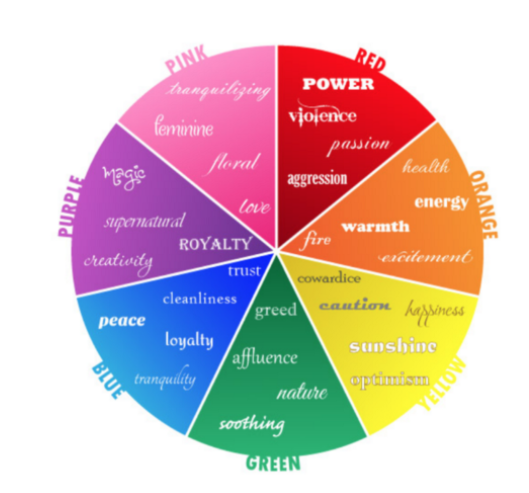 PINK
tranquilizing
feminine
floral
love
RED
POWER
violence
passion
aggression
ORANGE
health
energy
warmth
fire
excitement
YELLOW
cowardice
caution
happiness
sunshine
optimism
GREEN
greed
affluence
nature
soothing
BLUE
trust
cleanliness
peace
loyalty
tranquility
PURPLE
magic
supernatural
ROYALTY
creativity